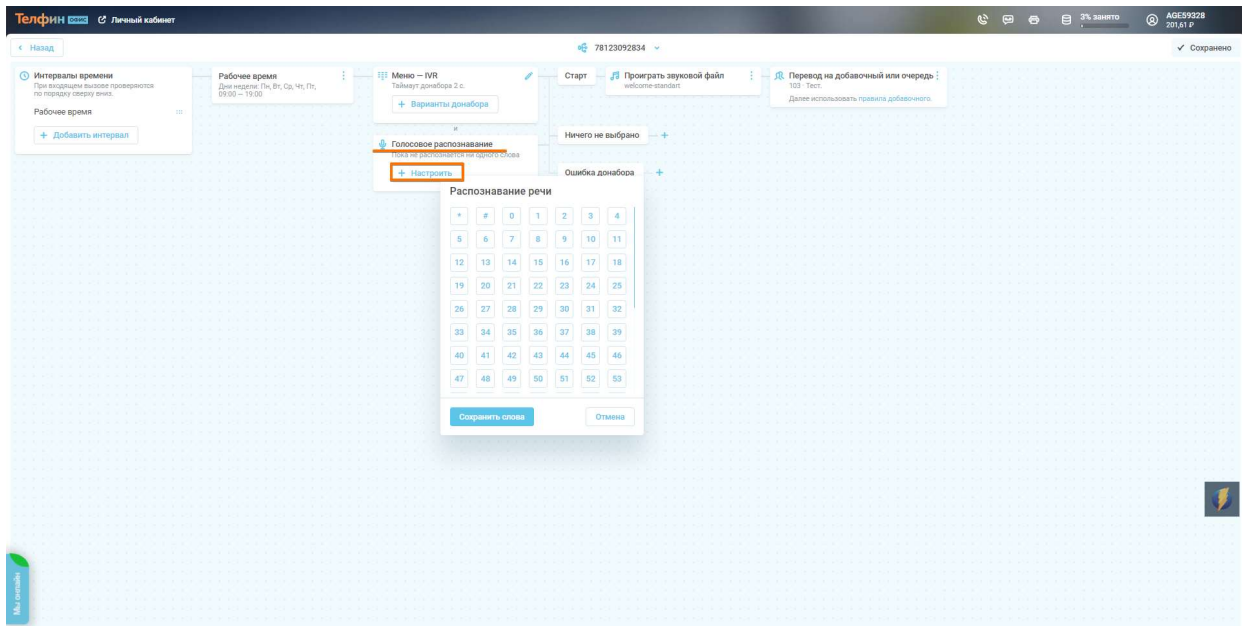 Телфин ОФИС Личный кабинет
3% занято
AGE59328
201,61 ₽
Назад
78123092834
Сохранено
Интервалы времени
При входящем вызове проверяются
по порядку сверху вниз.
Рабочее время
+ Добавить интервал
Рабочее время
Дни недели: Пн, Вт, Ср, Чт, Пт,
09:00 — 19:00
Меню — IVR
Таймаут донабора 2 с.
+ Варианты донабора
и
Голосовое распознавание
Пока не распознается ни одного слова
+ Настроить
Старт
Проиграть звуковой файл
welcome-standart
Перевод на добавочный или очередь
103 · Тест.
Далее использовать правила добавочного.
Ничего не выбрано +
Ошибка донабора +
Распознавание речи
* # 0 1 2 3 4
5 6 7 8 9 10 11
12 13 14 15 16 17 18
19 20 21 22 23 24 25
26 27 28 29 30 31 32
33 34 35 36 37 38 39
40 41 42 43 44 45 46
47 48 49 50 51 52 53
Сохранить слова
Отмена
Мы онлайн